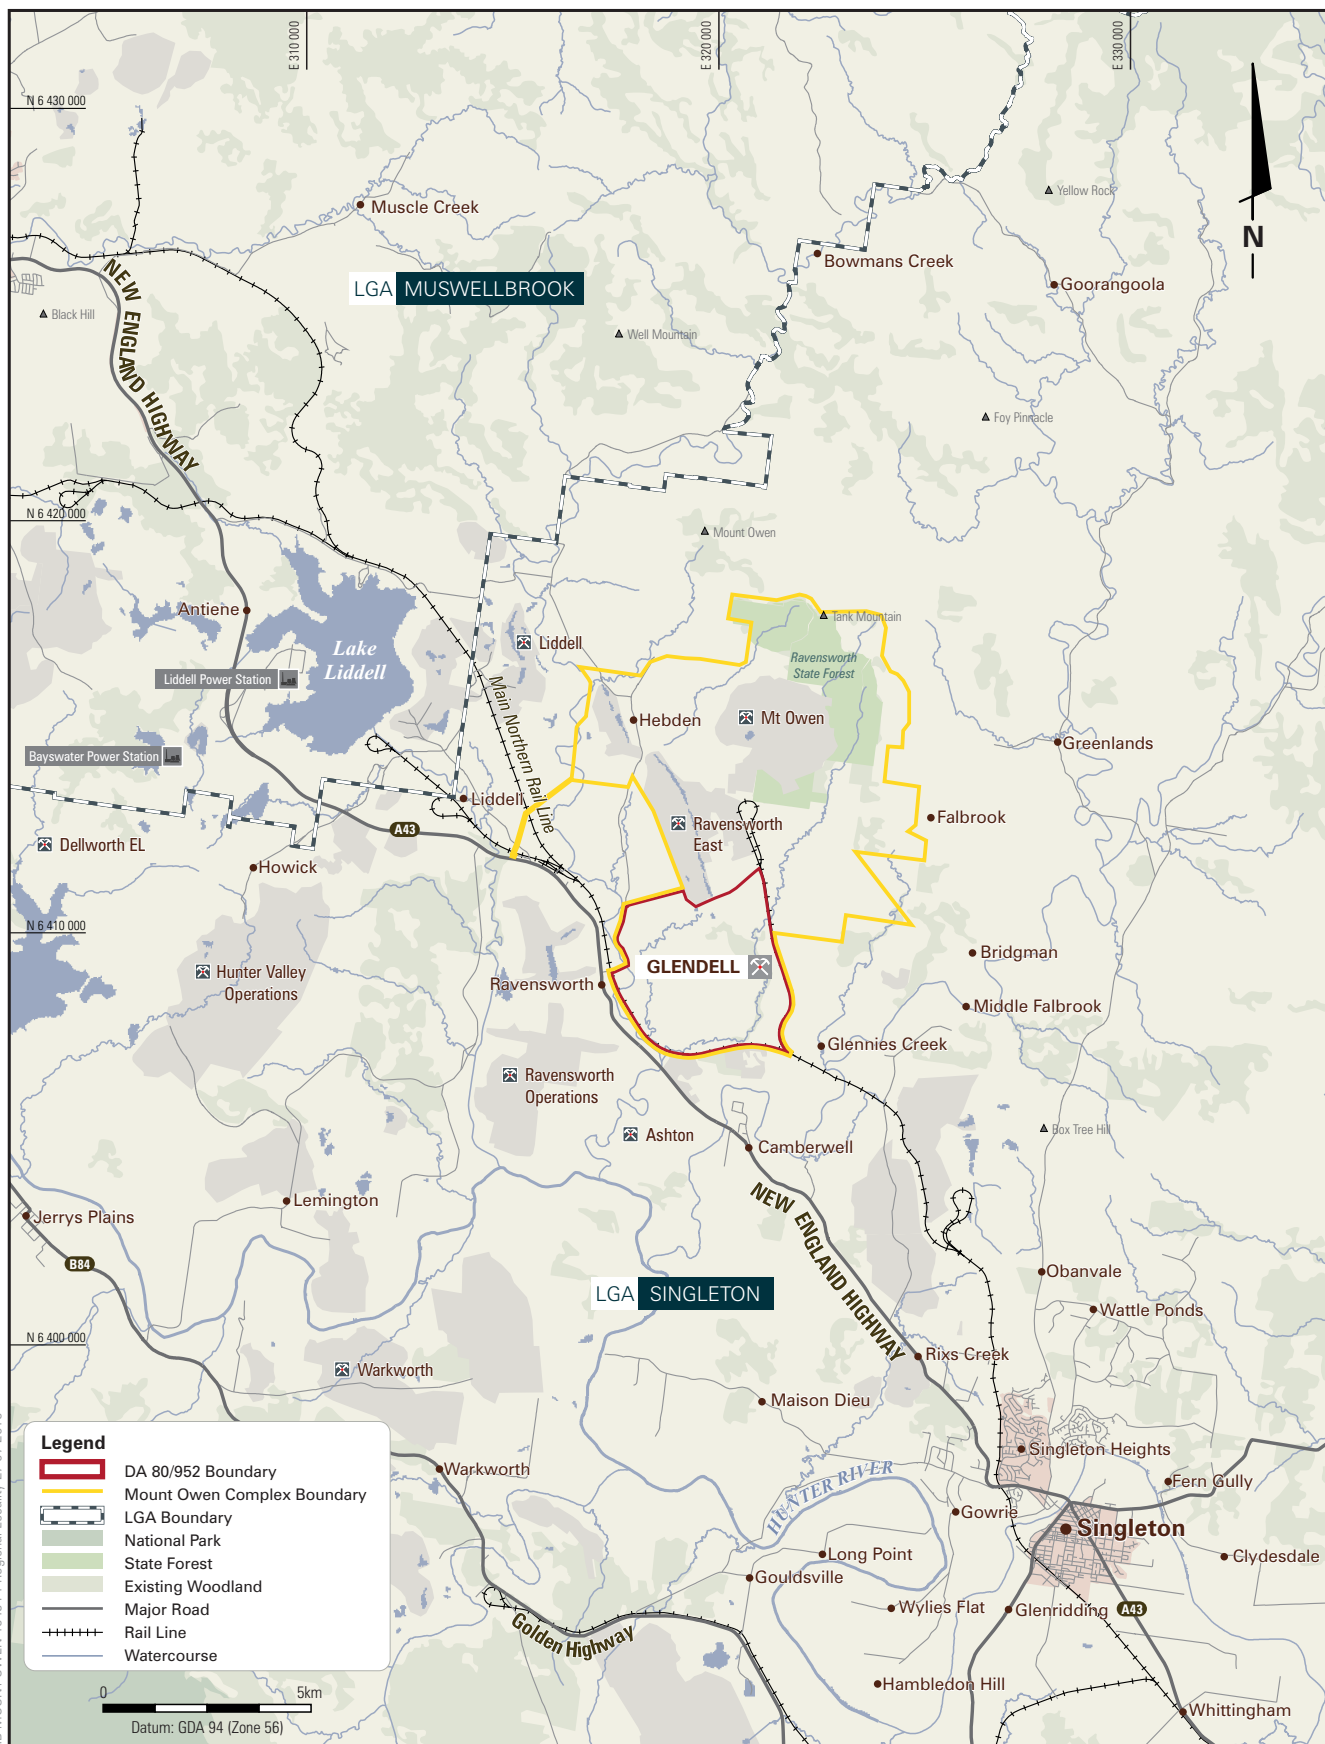 E 310 000
E 320 000
E 330 000
N 6 430 000
Yellow Rock
Muscle Creek
N
Bowmans Creek
LGA MUSWELLBROOK
Goorangoola
Black Hill
NEW ENGLAND HIGHWAY
Well Mountain
Foy Pinnacle
N 6 420 000
Mount Owen
Antiene
Tank Mountain
Lake
Liddell
Liddell
Ravensworth
State Forest
Liddell Power Station
Main Northern Rail Line
Hebden
Mt Owen
Greenlands
Bayswater Power Station
Liddell
A43
Ravensworth
East
Falbrook
Dellworth EL
Howick
N 6 410 000
Bridgman
GLENDELL
Hunter Valley
Operations
Ravensworth
Middle Falbrook
Glennies Creek
Ravensworth
Operations
Ashton
Box Tree Hill
Camberwell
Lemington
Jerrys Plains
NEW ENGLAND HIGHWAY
B84
Obanvale
LGA SINGLETON
Wattle Ponds
N 6 400 000
Rixs Creek
Warkworth
Maison Dieu
Singleton Heights
Warkworth
HUNTER RIVER
Fern Gully
Gowrie
Singleton
Long Point
Clydesdale
Gouldsville
Wylies Flat
Glenridding
A43
Golden Highway
Hambledon Hill
Whittingham
Legend
DA 80/952 Boundary
Mount Owen Complex Boundary
LGA Boundary
National Park
State Forest
Existing Woodland
Major Road
Rail Line
Watercourse
0 5km
Datum: GDA 94 (Zone 56)